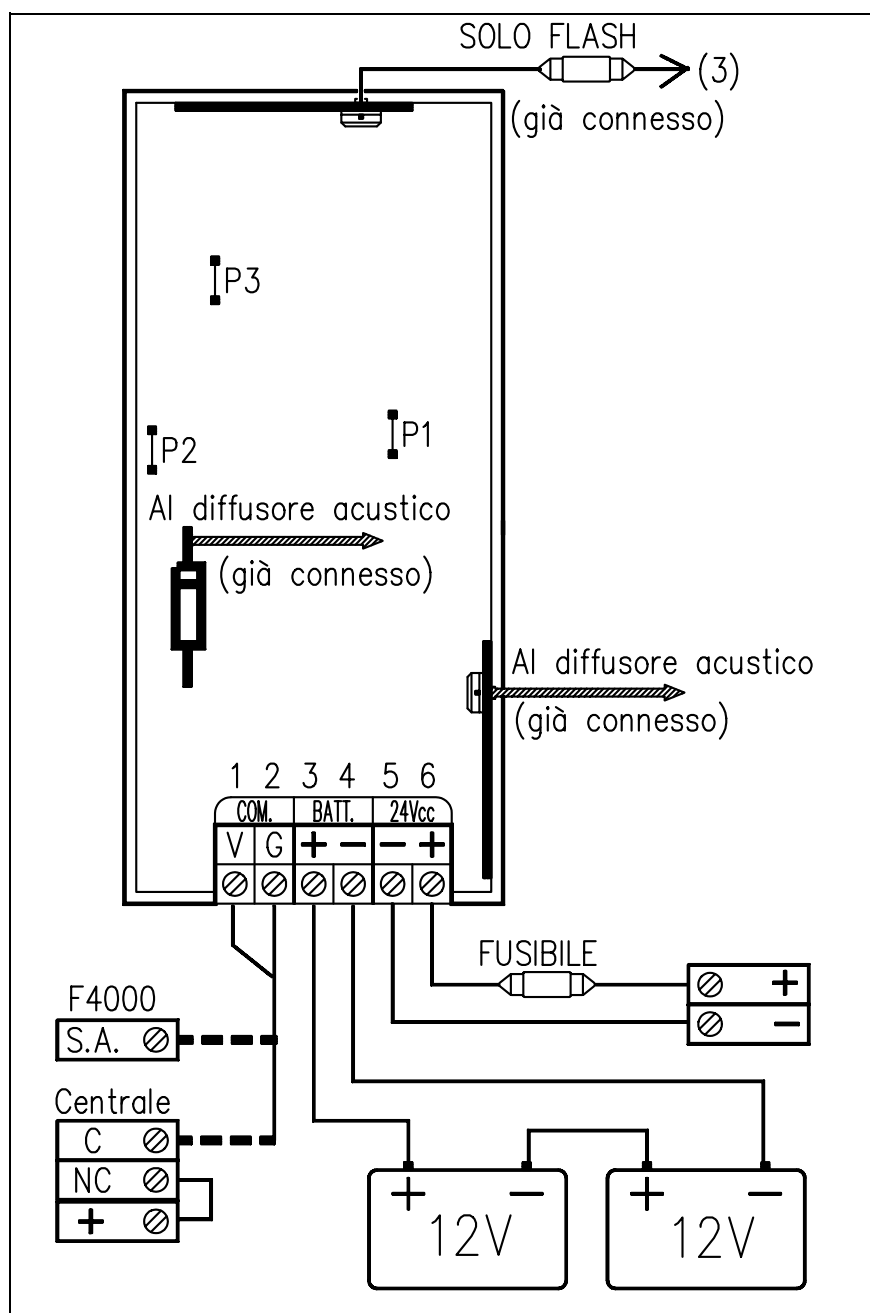 SOLO FLASH
(3)
(già connesso)
P3
P1
P2
Al diffusore acustico
(già connesso)
Al diffusore acustico
(già connesso)
1 2 3 4 5 6
COM. BATT. 24Vcc
V G + − − +
FUSIBILE
+
−
F4000
S.A.
Centrale
C
NC
+
+ − + −
12V 12V